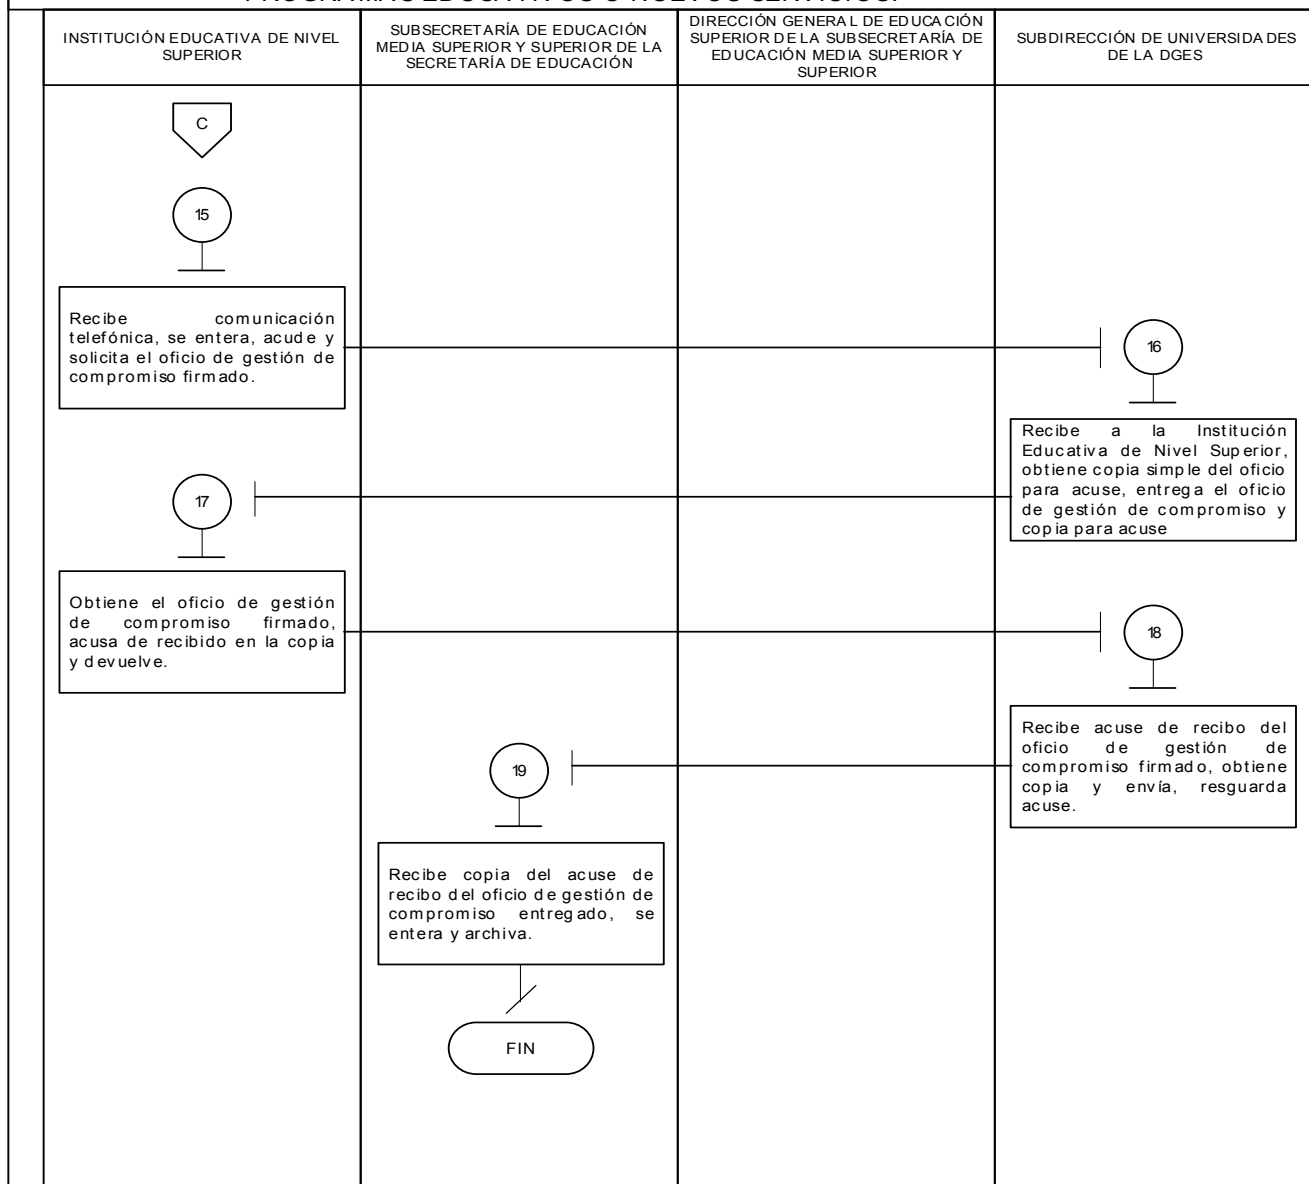 PROGRAMAS EDUCATIVOS O NUEVOS SERVICIOS.
INSTITUCIÓN EDUCATIVA DE NIVEL
SUPERIOR
SUBSECRETARÍA DE EDUCACIÓN
MEDIA SUPERIOR Y SUPERIOR DE LA
SECRETARÍA DE EDUCACIÓN
DIRECCIÓN GENERAL DE EDUCACIÓN
SUPERIOR DE LA SUBSECRETARÍA DE
EDUCACIÓN MEDIA SUPERIOR Y
SUPERIOR
SUBDIRECCIÓN DE UNIVERSIDADES
DE LA DGES
C
15
Recibe comunicación
telefónica, se entera, acude y
solicita el oficio de gestión de
compromiso firmado.
16
Recibe a la Institución
Educativa de Nivel Superior,
obtiene copia simple del oficio
para acuse, entrega el oficio
de gestión de compromiso y
copia para acuse
17
Obtiene el oficio de gestión
de compromiso firmado,
acusa de recibido en la copia
y devuelve.
18
Recibe acuse de recibo del
oficio de gestión de
compromiso firmado, obtiene
copia y envía, resguarda
acuse.
19
Recibe copia del acuse de
recibo del oficio de gestión de
compromiso entregado, se
entera y archiva.
FIN